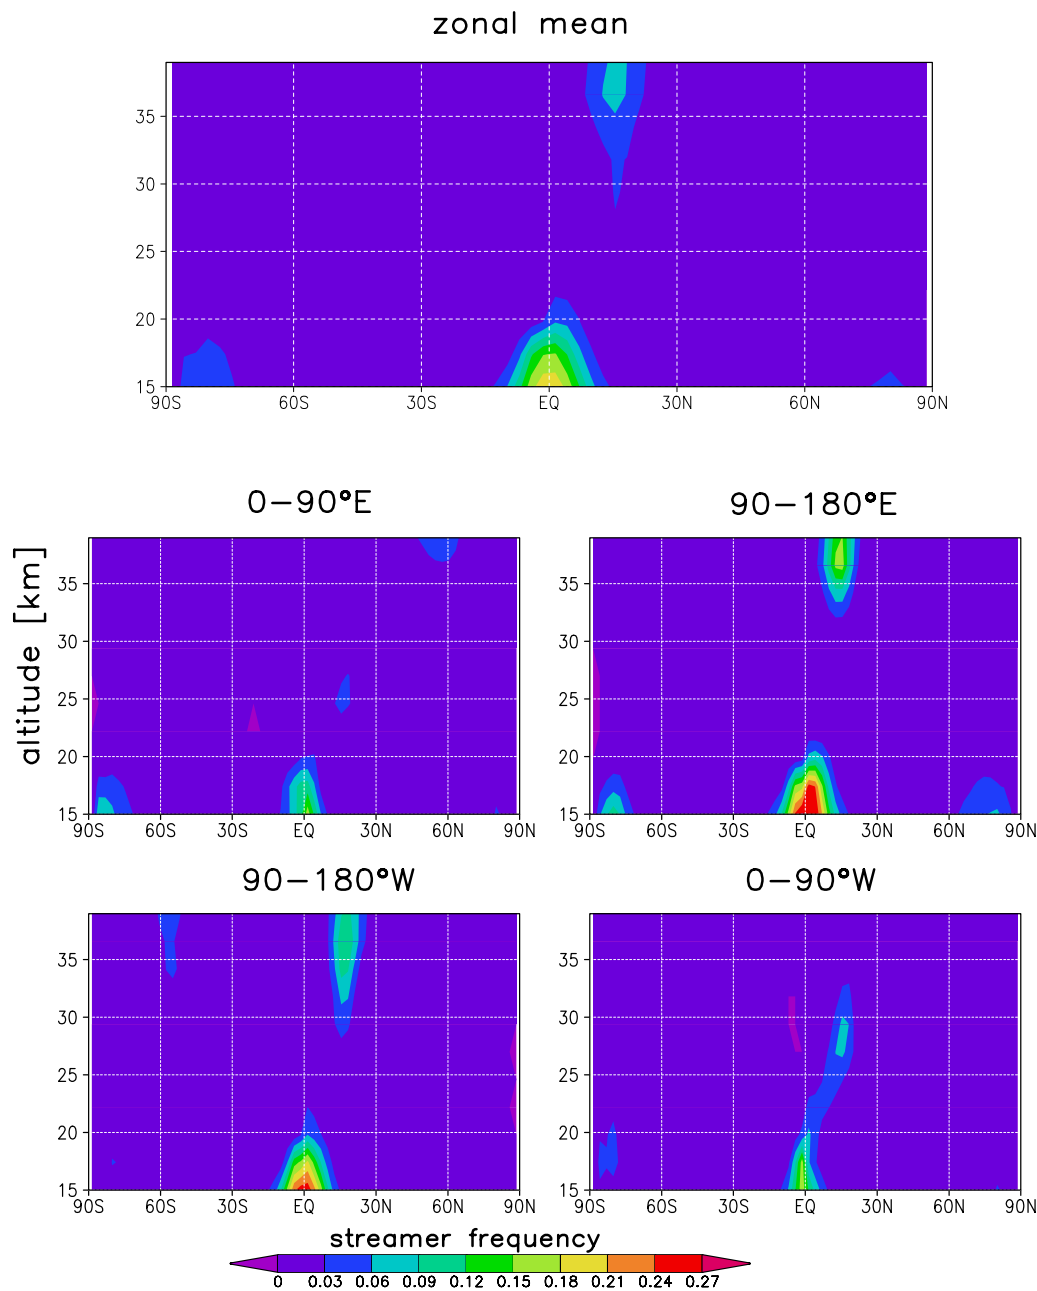 zonal mean
35
30
25
20
15
90S 60S 30S EQ 30N 60N 90N
0−90°E 90−180°E
altitude [km]
35 35
30 30
25 25
20 20
15 15
90S 60S 30S EQ 30N 60N 90N 90S 60S 30S EQ 30N 60N 90N
90−180°W 0−90°W
35 35
30 30
25 25
20 20
15 15
90S 60S 30S EQ 30N 60N 90N 90S 60S 30S EQ 30N 60N 90N
streamer frequency
0 0.03 0.06 0.09 0.12 0.15 0.18 0.21 0.24 0.27